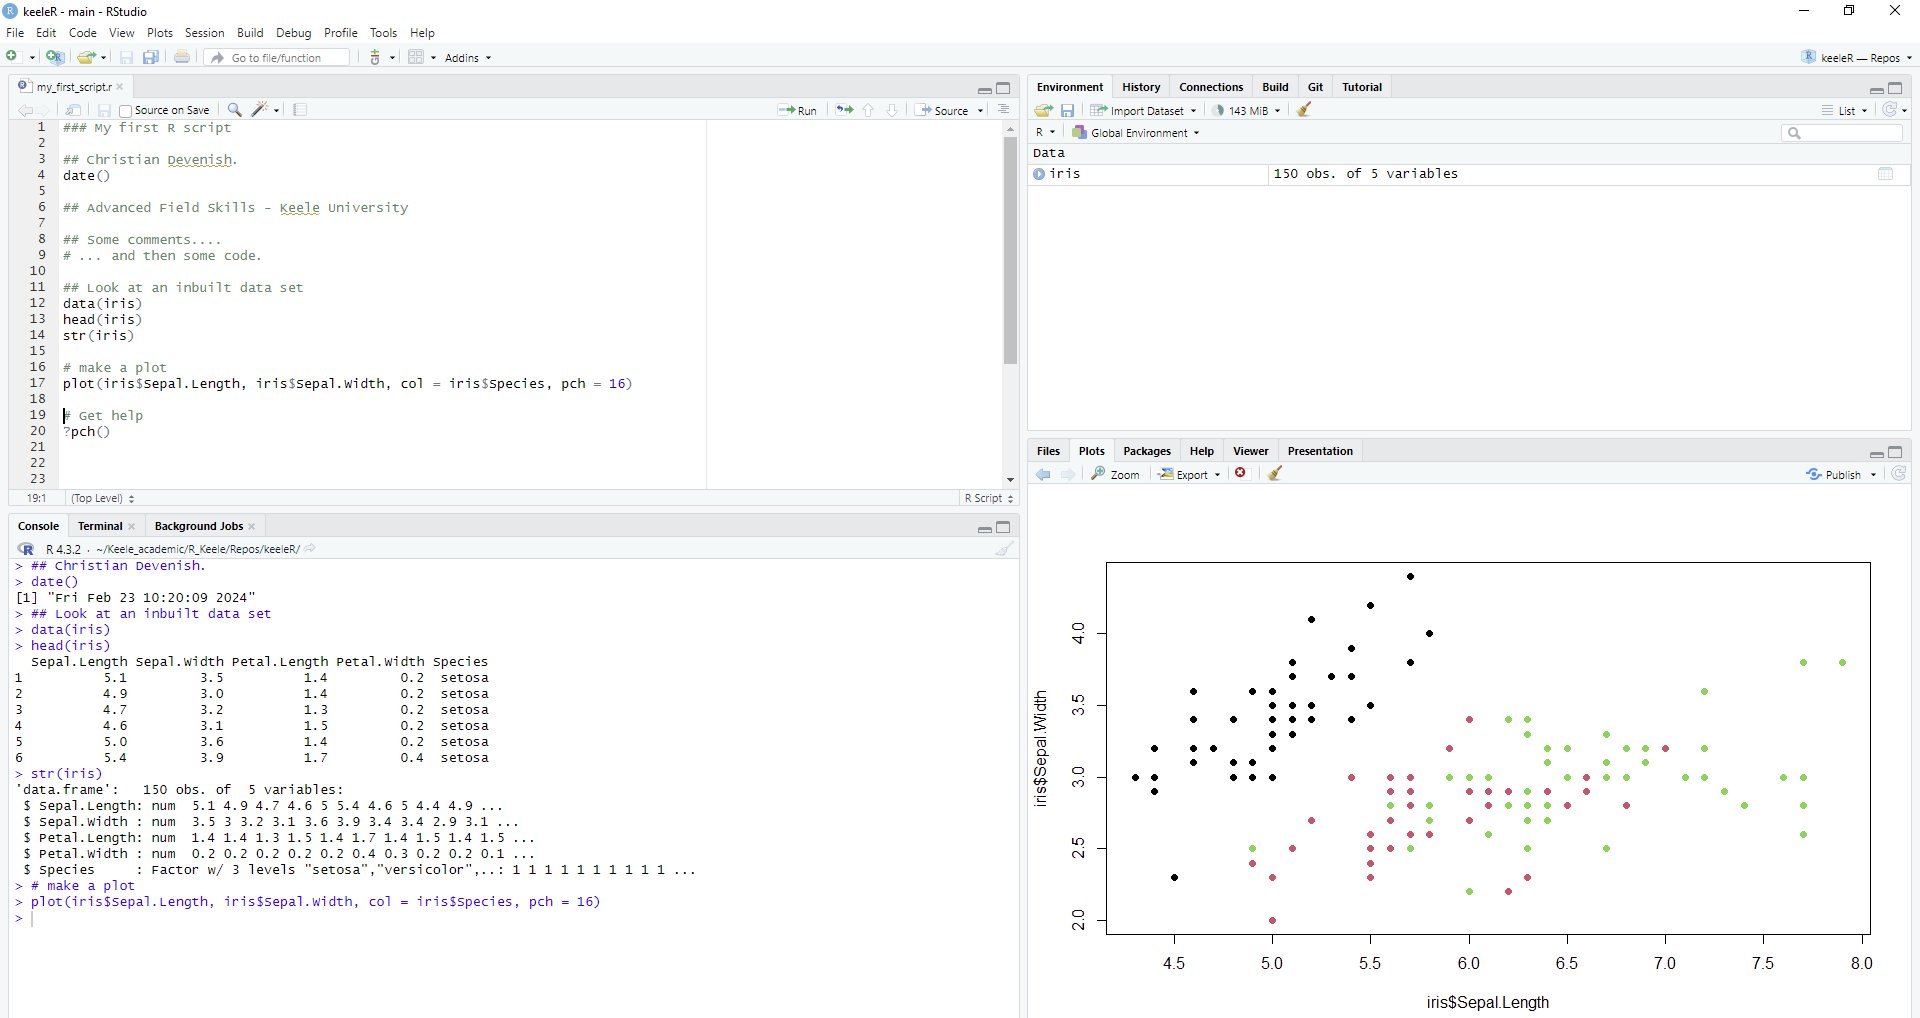 keeleR - main - RStudio
File Edit Code View Plots Session Build Debug Profile Tools Help
Go to file/function Addins keeleR — Repos
my_first_script.r
Source on Save Run Source
1 ### My first R script
2
3 ## Christian Devenish.
4 date()
5
6 ## Advanced Field Skills - Keele University
7
8 ## Some comments....
9 # ... and then some code.
10
11 ## Look at an inbuilt data set
12 data(iris)
13 head(iris)
14 str(iris)
15
16 # make a plot
17 plot(iris$Sepal.Length, iris$Sepal.Width, col = iris$Species, pch = 16)
18
19 # Get help
20 ?pch()
21
22
23
19:1 (Top Level) R Script
Console Terminal Background Jobs
R 4.3.2 · ~/Keele_academic/R_Keele/Repos/keeleR/
> ## Christian Devenish.
> date()
[1] "Fri Feb 23 10:20:09 2024"
> ## Look at an inbuilt data set
> data(iris)
> head(iris)
Sepal.Length Sepal.Width Petal.Length Petal.Width Species
1 5.1 3.5 1.4 0.2 setosa
2 4.9 3.0 1.4 0.2 setosa
3 4.7 3.2 1.3 0.2 setosa
4 4.6 3.1 1.5 0.2 setosa
5 5.0 3.6 1.4 0.2 setosa
6 5.4 3.9 1.7 0.4 setosa
> str(iris)
'data.frame': 150 obs. of 5 variables:
$ Sepal.Length: num 5.1 4.9 4.7 4.6 5 5.4 4.6 5 4.4 4.9 ...
$ Sepal.Width : num 3.5 3 3.2 3.1 3.6 3.9 3.4 3.4 2.9 3.1 ...
$ Petal.Length: num 1.4 1.4 1.3 1.5 1.4 1.7 1.4 1.5 1.4 1.5 ...
$ Petal.Width : num 0.2 0.2 0.2 0.2 0.2 0.4 0.3 0.2 0.2 0.1 ...
$ Species : Factor w/ 3 levels "setosa","versicolor",..: 1 1 1 1 1 1 1 1 1 1 ...
> # make a plot
> plot(iris$Sepal.Length, iris$Sepal.Width, col = iris$Species, pch = 16)
>
Environment History Connections Build Git Tutorial
Import Dataset 143 MiB List
R Global Environment
Data
iris 150 obs. of 5 variables
Files Plots Packages Help Viewer Presentation
Zoom Export Publish
iris$Sepal.Width
4.0
3.5
3.0
2.5
2.0
4.5 5.0 5.5 6.0 6.5 7.0 7.5 8.0
iris$Sepal.Length